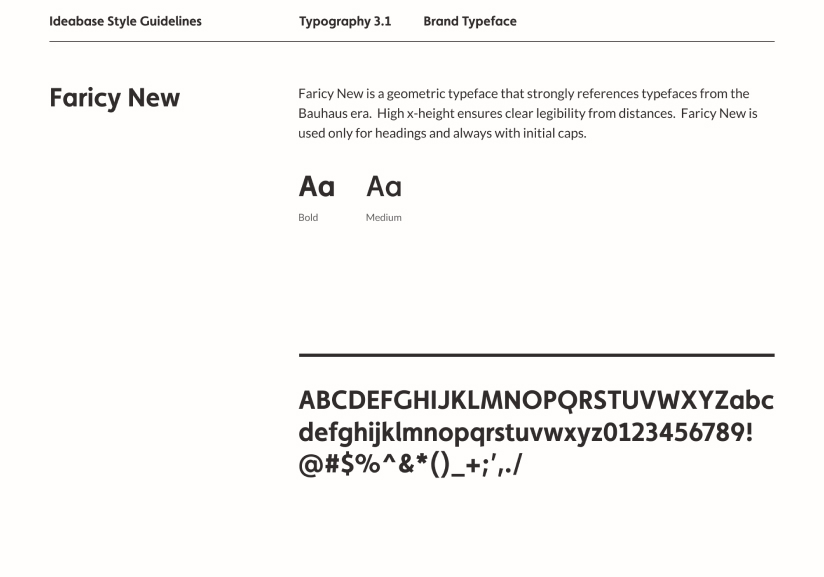 Ideabase Style Guidelines Typography 3.1 Brand Typeface
Faricy New
Faricy New is a geometric typeface that strongly references typefaces from the
Bauhaus era.  High x-height ensures clear legibility from distances.  Faricy New is
used only for headings and always with initial caps.
Aa Aa
Bold Medium
ABCDEFGHIJKLMNOPQRSTUVWXYZabc
defghijklmnopqrstuvwxyz0123456789!
@#$%^&*()_+;',./